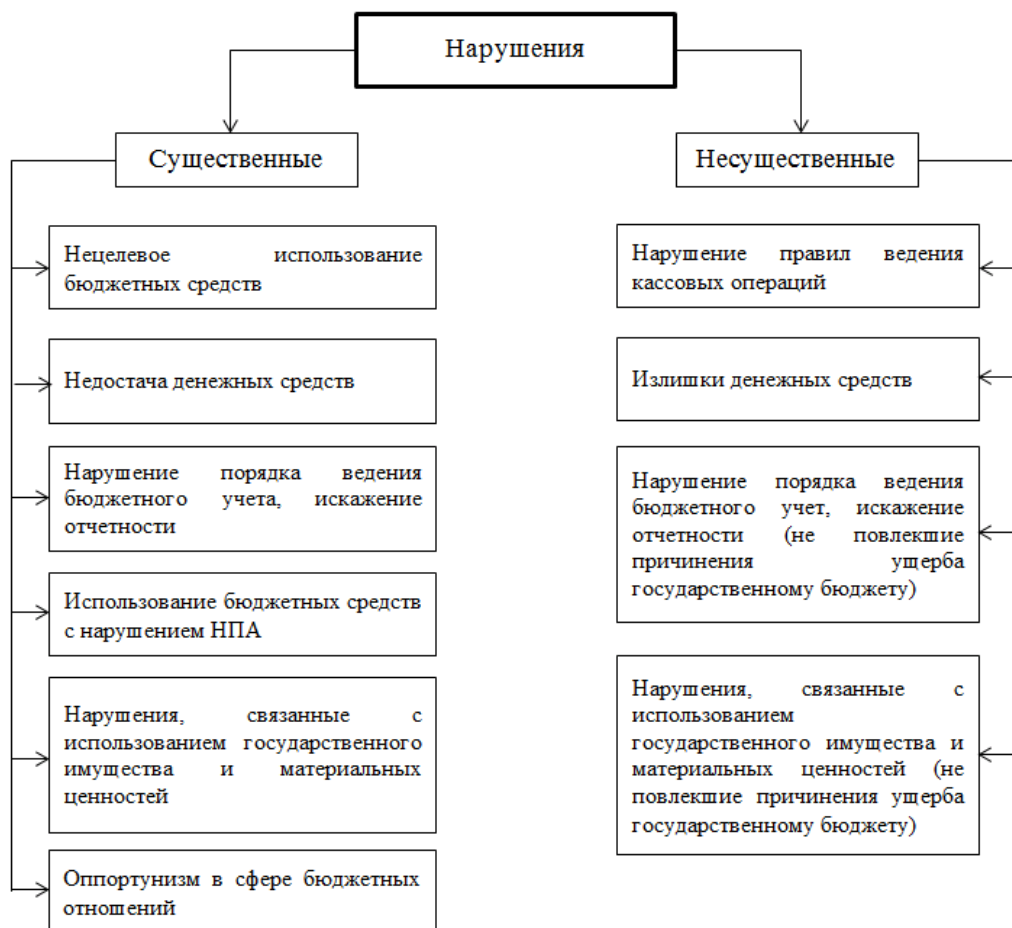 Нарушения
Существенные
Нецелевое использование
бюджетных средств
Недостача денежных средств
Нарушение порядка ведения
бюджетного учета, искажение
отчетности
Использование бюджетных средств
с нарушением НПА
Нарушения, связанные с
использованием государственного
имущества и материальных
ценностей
Оппортунизм в сфере бюджетных
отношений
Несущественные
Нарушение правил ведения
кассовых операций
Излишки денежных средств
Нарушение порядка ведения
бюджетного учет, искажение
отчетности (не повлекшие
причинения ущерба
государственному бюджету)
Нарушения, связанные с
использованием
государственного имущества и
материальных ценностей (не
повлекшие причинения ущерба
государственному бюджету)